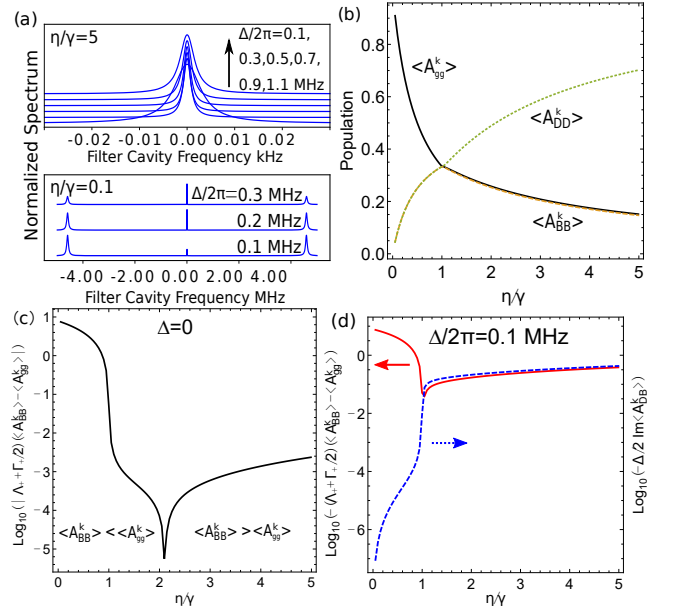 (a)
η/γ=5
Δ/2π=0.1,
0.3,0.5,0.7,
0.9,1.1 MHz
-0.02 -0.01 0.00 0.01 0.02
Filter Cavity Frequency kHz
Normalized Spectrum
η/γ=0.1
Δ/2π=0.3 MHz
0.2 MHz
0.1 MHz
-4.00 -2.00 0.00 2.00 4.00
Filter Cavity Frequency MHz
(b)
Population
0.8
0.6
0.4
0.2
0.0
<A^k_gg>
<A^k_DD>
<A^k_BB>
0 1 2 3 4 5
η/γ
(c)
Δ=0
Log10(|Λ₊+Γ₊/2)(<A^k_BB>-<A^k_gg>|)
1
0
-1
-2
-3
-4
-5
<A^k_BB> <<A^k_gg>
<A^k_BB> ><A^k_gg>
0 1 2 3 4 5
η/γ
(d)
Δ/2π=0.1 MHz
Log10(-(Λ₊+Γ₊/2)(<A^k_BB>-<A^k_gg>)
0
-2
-4
-6
Log10(-Δ/2 Im<A^k_DB>)
0 1 2 3 4 5
η/γ